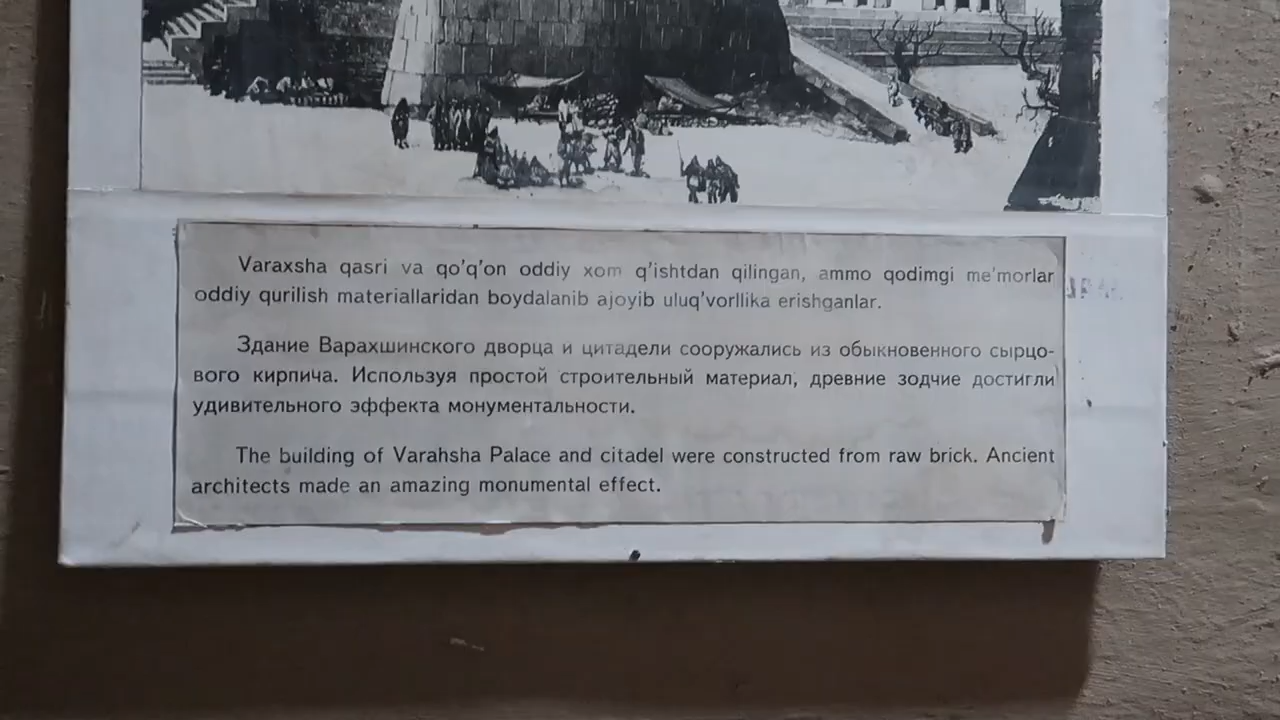 Varaxsha qasri va qo'q'on oddiy xom q'ishtdan qilingan, ammo qodimgi me'morlar
oddiy qurilish materiallaridan boydalanib ajoyib uluq'vorllika erishganlar.
Здание Варахшинского дворца и цитадели сооружались из обыкновенного сырцо-
вого кирпича. Используя простой строительный материал, древние зодчие достигли
удивительного эффекта монументальности.
The building of Varahsha Palace and citadel were constructed from raw brick. Ancient
architects made an amazing monumental effect.